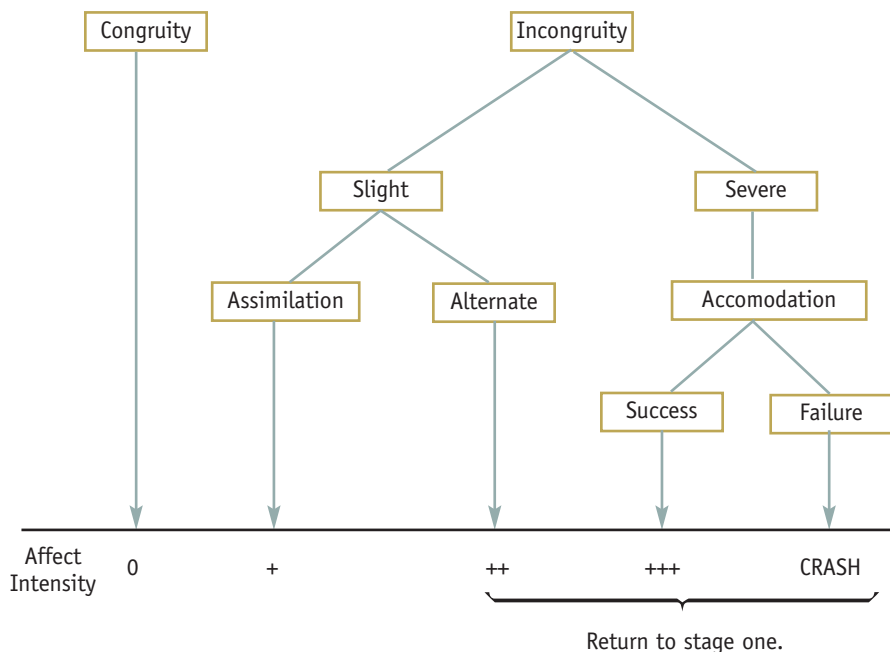 Congruity
Incongruity
Slight
Severe
Assimilation
Alternate
Accomodation
Success
Failure
Affect
Intensity
0
+
++
+++
CRASH
Return to stage one.